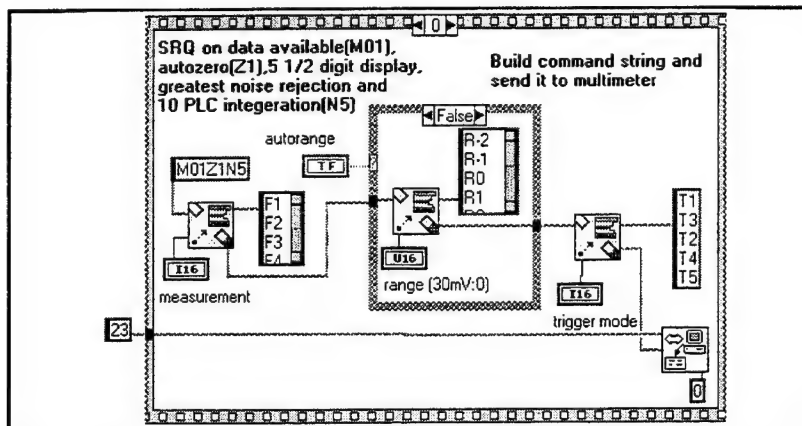 0
SRQ on data available(M01),
autozero(Z1),5 1/2 digit display,
greatest noise rejection and
10 PLC integeration(N5)
Build command string and
send it to multimeter
autorange
TF
False
R-2
R-1
R0
R1
M01Z1N5
F1
F2
F3
F4
I16
measurement
U16
range (30mV:0)
T1
T3
T2
T4
T5
I16
trigger mode
23
0